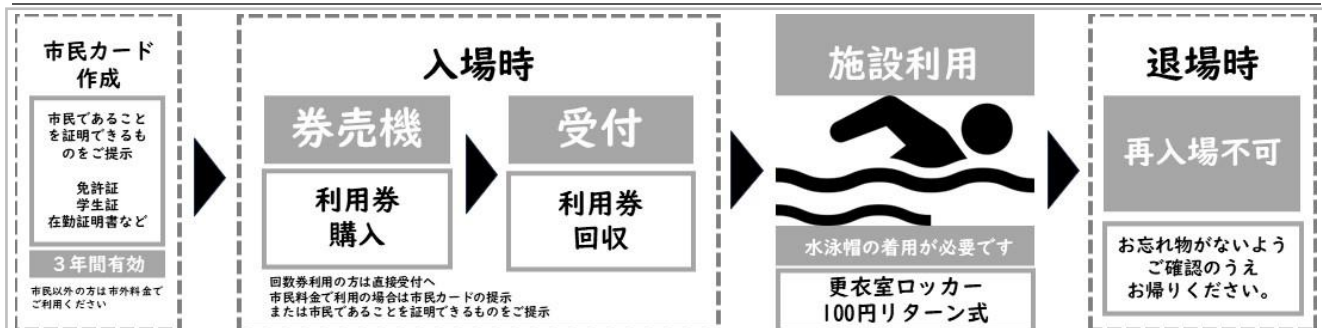 市民カード
作成
市民であること
を証明できるも
のをご提示
免許証
学生証
在勤証明書など
3年間有効
市民以外の方は市外料金で
ご利用ください
入場時
券売機
利用券
購入
受付
利用券
回収
回数券利用の方は直接受付へ
市民料金で利用の場合は市民カードの提示
または市民であることを証明できるものをご提示
施設利用
水泳帽の着用が必要です
更衣室ロッカー
100円リターン式
退場時
再入場不可
お忘れ物がないよう
ご確認のうえ
お帰りください。